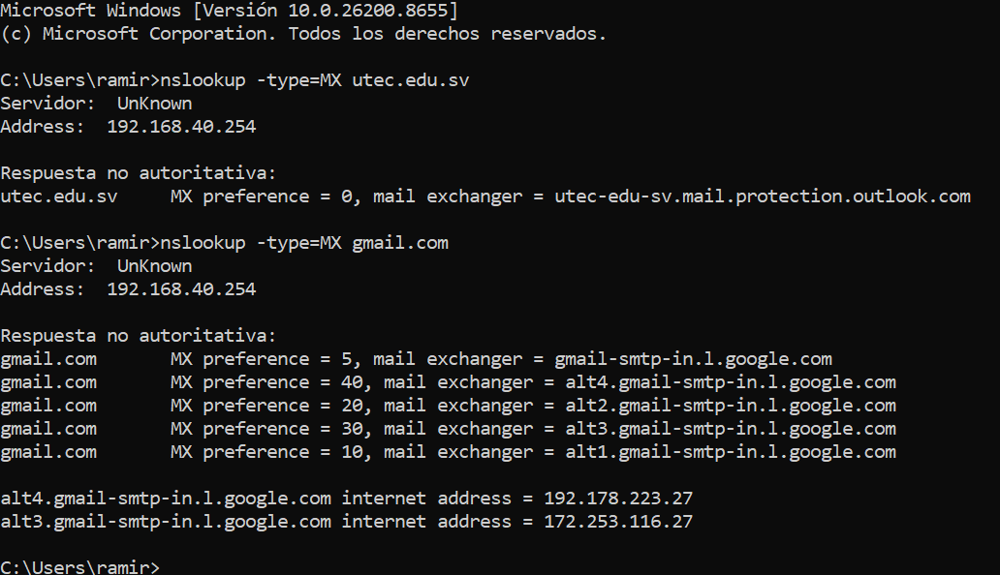 Microsoft Windows [Versión 10.0.26200.8655]
(c) Microsoft Corporation. Todos los derechos reservados.
C:\Users\ramir>nslookup -type=MX utec.edu.sv
Servidor:  UnKnown
Address:  192.168.40.254
Respuesta no autoritativa:
utec.edu.sv     MX preference = 0, mail exchanger = utec-edu-sv.mail.protection.outlook.com
C:\Users\ramir>nslookup -type=MX gmail.com
Servidor:  UnKnown
Address:  192.168.40.254
Respuesta no autoritativa:
gmail.com       MX preference = 5, mail exchanger = gmail-smtp-in.l.google.com
gmail.com       MX preference = 40, mail exchanger = alt4.gmail-smtp-in.l.google.com
gmail.com       MX preference = 20, mail exchanger = alt2.gmail-smtp-in.l.google.com
gmail.com       MX preference = 30, mail exchanger = alt3.gmail-smtp-in.l.google.com
gmail.com       MX preference = 10, mail exchanger = alt1.gmail-smtp-in.l.google.com
alt4.gmail-smtp-in.l.google.com internet address = 192.178.223.27
alt3.gmail-smtp-in.l.google.com internet address = 172.253.116.27
C:\Users\ramir>